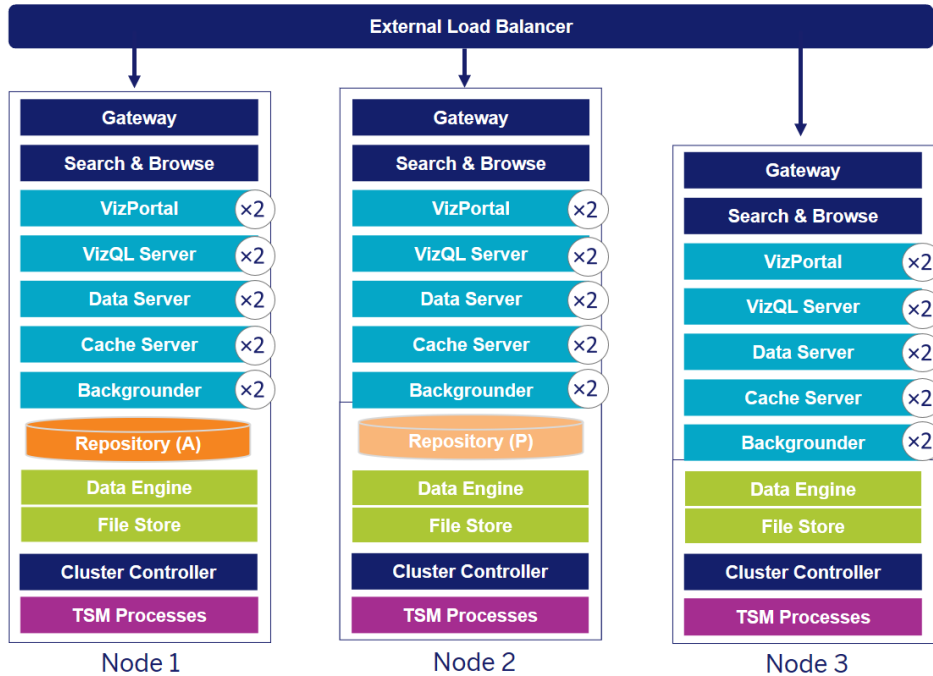 External Load Balancer
Gateway
Search & Browse
VizPortal
×2
VizQL Server
×2
Data Server
×2
Cache Server
×2
Backgrounder
×2
Repository (A)
Data Engine
File Store
Cluster Controller
TSM Processes
Node 1
Gateway
Search & Browse
VizPortal
×2
VizQL Server
×2
Data Server
×2
Cache Server
×2
Backgrounder
×2
Repository (P)
Data Engine
File Store
Cluster Controller
TSM Processes
Node 2
Gateway
Search & Browse
VizPortal
×2
VizQL Server
×2
Data Server
×2
Cache Server
×2
Backgrounder
×2
Data Engine
File Store
Cluster Controller
TSM Processes
Node 3